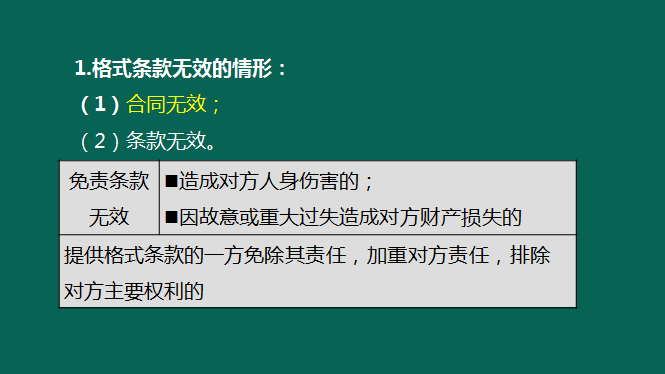 1.格式条款无效的情形：
（1）合同无效；
（2）条款无效。
免责条款
无效
■造成对方人身伤害的；
■因故意或重大过失造成对方财产损失的
提供格式条款的一方免除其责任，加重对方责任，排除
对方主要权利的